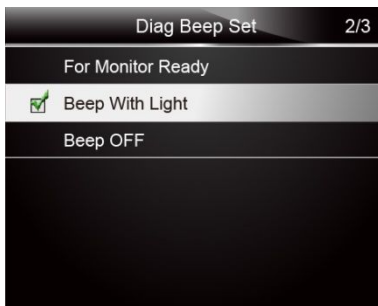 Diag Beep Set 2/3
For Monitor Ready
Beep With Light
Beep OFF